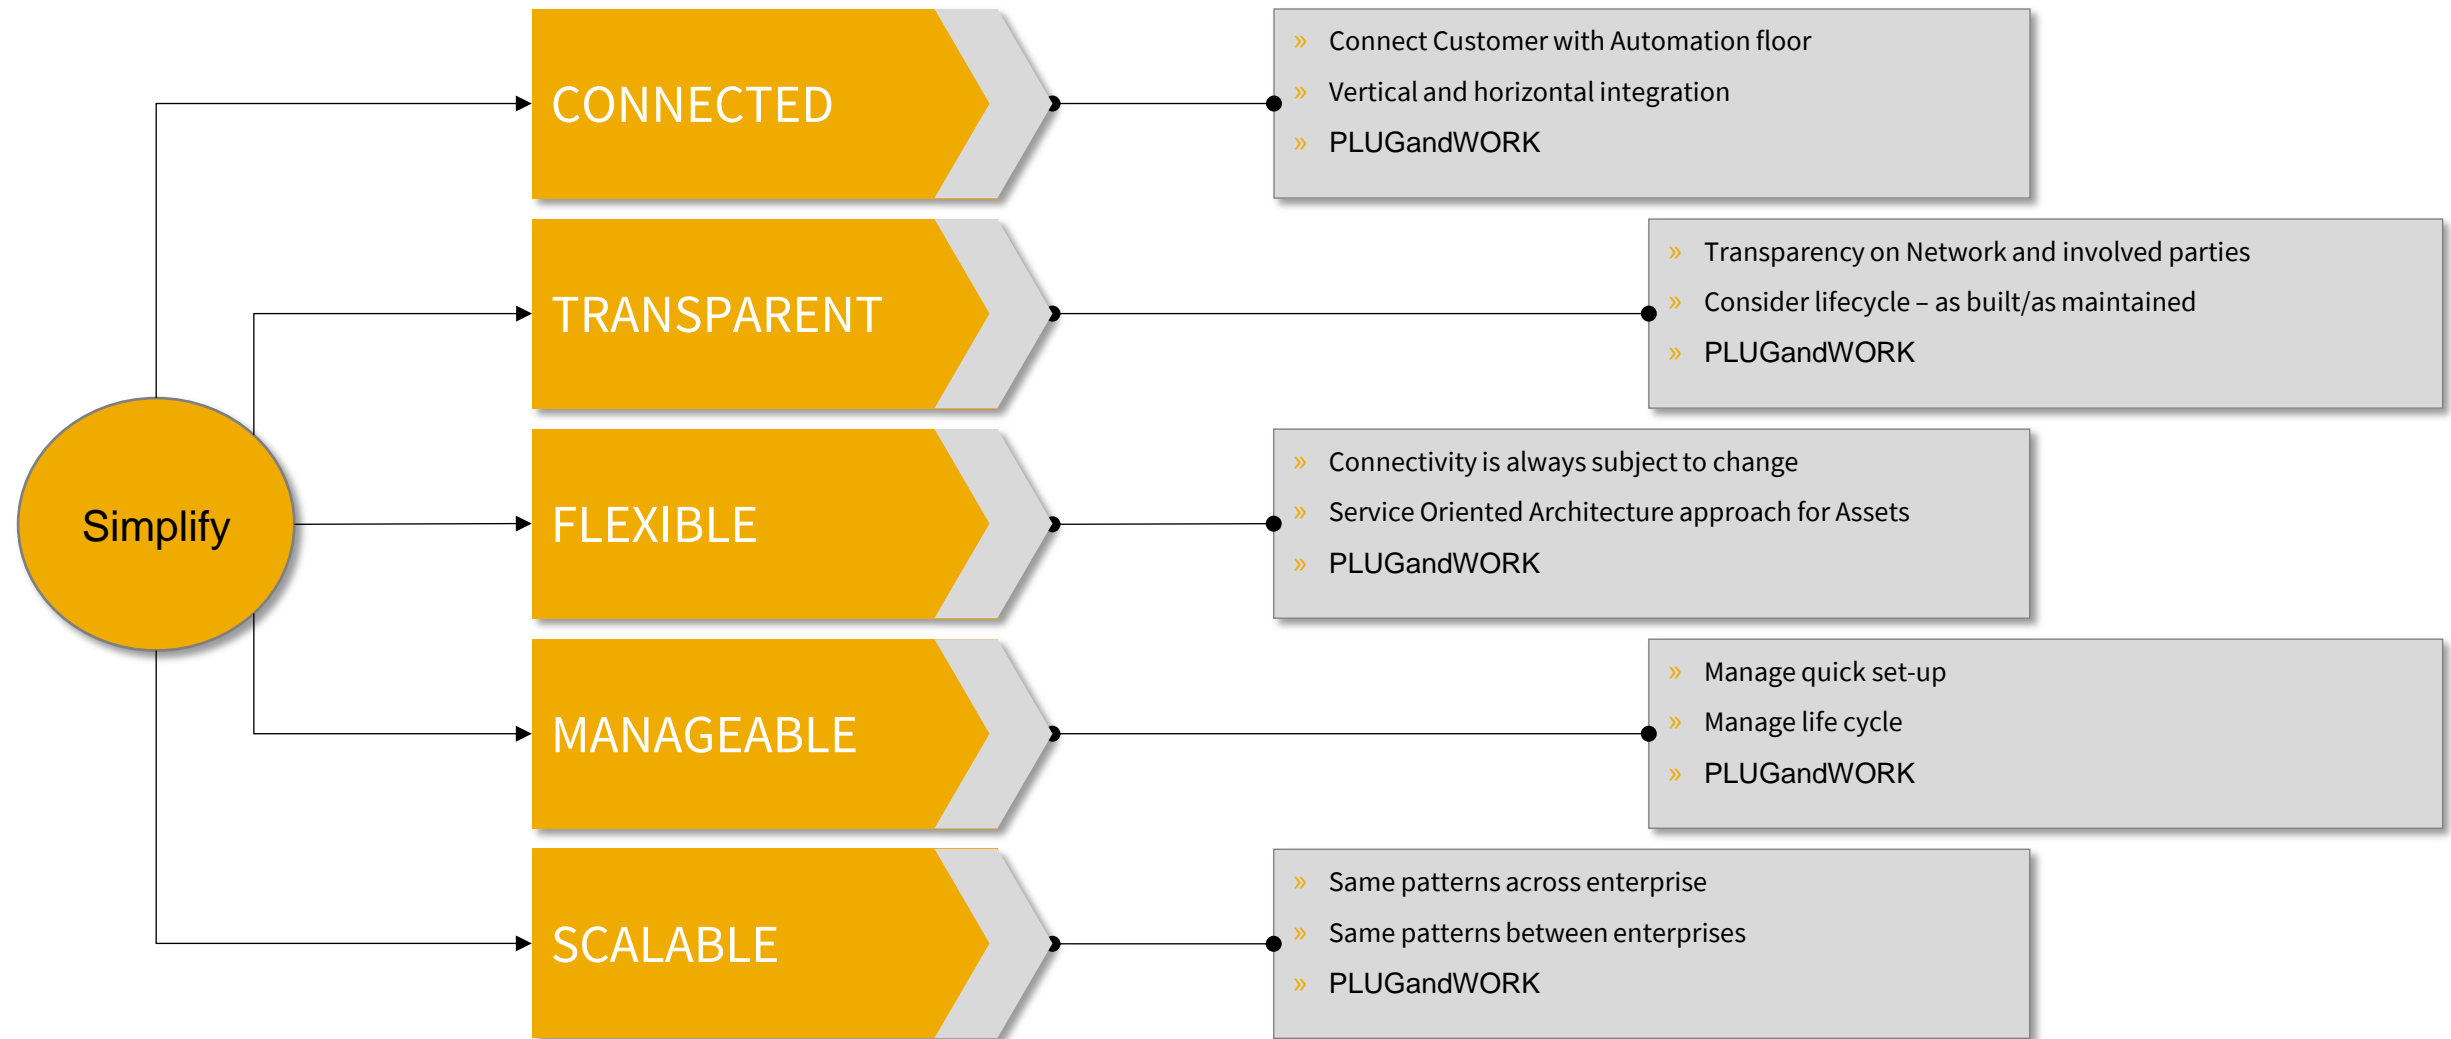 CONNECTED
» Connect Customer with Automation floor
» Vertical and horizontal integration
» PLUGandWORK
TRANSPARENT
» Transparency on Network and involved parties
» Consider lifecycle – as built/as maintained
» PLUGandWORK
Simplify
FLEXIBLE
» Connectivity is always subject to change
» Service Oriented Architecture approach for Assets
» PLUGandWORK
MANAGEABLE
» Manage quick set-up
» Manage life cycle
» PLUGandWORK
SCALABLE
» Same patterns across enterprise
» Same patterns between enterprises
» PLUGandWORK